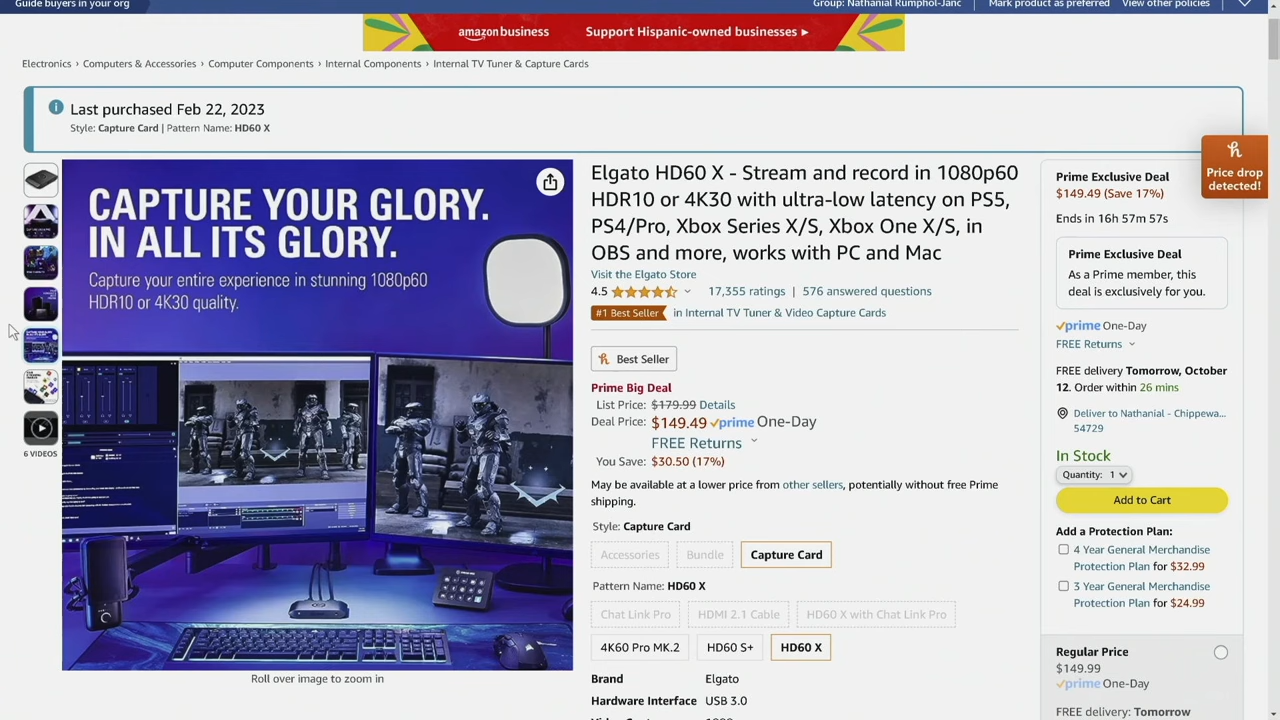 Guide buyers in your org
Group: Nathanial Rumphol-Janc
Mark product as preferred
View other policies
amazon business
Support Hispanic-owned businesses ▸
Electronics › Computers & Accessories › Computer Components › Internal Components › Internal TV Tuner & Capture Cards
Last purchased Feb 22, 2023
Style: Capture Card | Pattern Name: HD60 X
Price drop
detected!
6 VIDEOS
CAPTURE YOUR GLORY.
IN ALL ITS GLORY.
Capture your entire experience in stunning 1080p60
HDR10 or 4K30 quality.
Roll over image to zoom in
Elgato HD60 X - Stream and record in 1080p60
HDR10 or 4K30 with ultra-low latency on PS5,
PS4/Pro, Xbox Series X/S, Xbox One X/S, in
OBS and more, works with PC and Mac
Visit the Elgato Store
4.5
17,355 ratings | 576 answered questions
#1 Best Seller in Internal TV Tuner & Video Capture Cards
Best Seller
Prime Big Deal
List Price: $179.99 Details
Deal Price: $149.49 prime One-Day
FREE Returns
You Save: $30.50 (17%)
May be available at a lower price from other sellers, potentially without free Prime
shipping.
Style: Capture Card
Accessories
Bundle
Capture Card
Pattern Name: HD60 X
Chat Link Pro
HDMI 2.1 Cable
HD60 X with Chat Link Pro
4K60 Pro MK.2
HD60 S+
HD60 X
Brand Elgato
Hardware Interface USB 3.0
Prime Exclusive Deal
$149.49 (Save 17%)
Ends in 16h 57m 57s
Prime Exclusive Deal
As a Prime member, this
deal is exclusively for you.
prime One-Day
FREE Returns
FREE delivery Tomorrow, October
12. Order within 26 mins
Deliver to Nathanial - Chippewa...
54729
In Stock
Quantity: 1
Add to Cart
Add a Protection Plan:
4 Year General Merchandise
Protection Plan for $32.99
3 Year General Merchandise
Protection Plan for $24.99
Regular Price
$149.99
prime One-Day
FREE delivery: Tomorrow